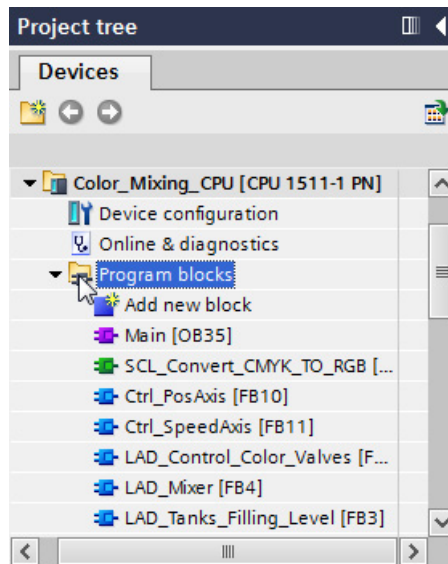 Project tree
Devices
Color_Mixing_CPU [CPU 1511-1 PN]
Device configuration
Online & diagnostics
Program blocks
Add new block
Main [OB35]
SCL_Convert_CMYK_TO_RGB [...
Ctrl_PosAxis [FB10]
Ctrl_SpeedAxis [FB11]
LAD_Control_Color_Valves [F...
LAD_Mixer [FB4]
LAD_Tanks_Filling_Level [FB3]